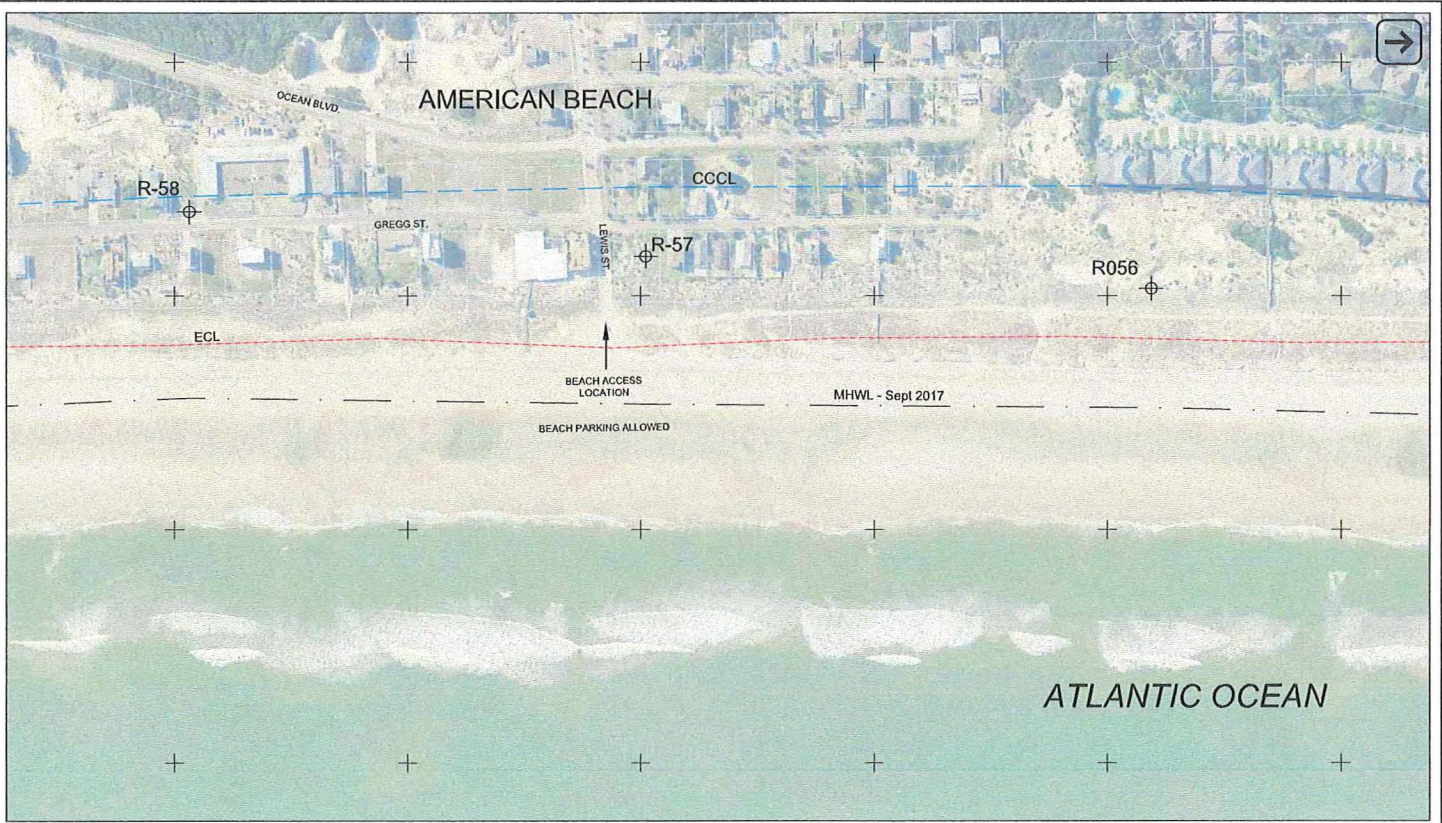 OCEAN BLVD.
AMERICAN BEACH
R-58
CCCL
GREGG ST.
LEWIS ST
R-57
R056
ECL
BEACH ACCESS
LOCATION
MHWL - Sept 2017
BEACH PARKING ALLOWED
ATLANTIC OCEAN